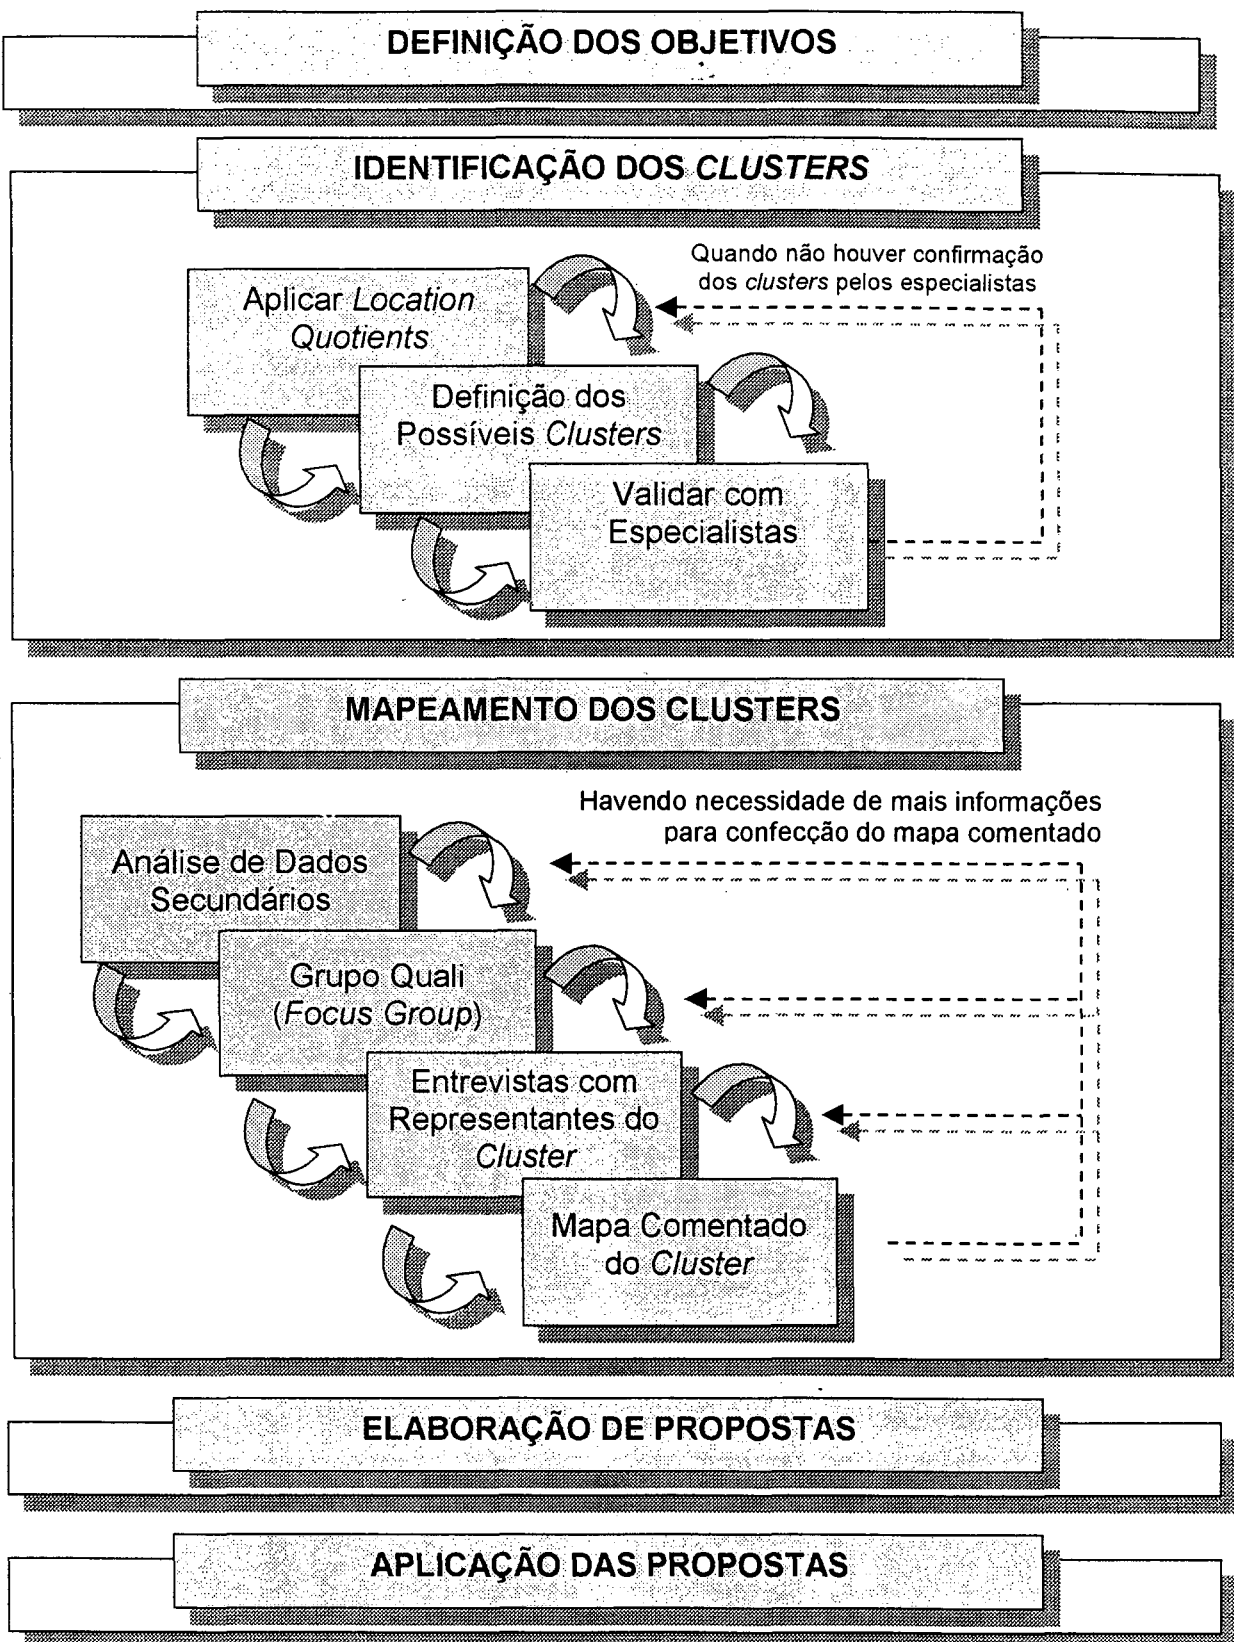 DEFINIÇÃO DOS OBJETIVOS
IDENTIFICAÇÃO DOS CLUSTERS
Quando não houver confirmação
dos clusters pelos especialistas
Aplicar Location
Quotients
Definição dos
Possíveis Clusters
Validar com
Especialistas
MAPEAMENTO DOS CLUSTERS
Havendo necessidade de mais informações
para confecção do mapa comentado
Análise de Dados
Secundários
Grupo Quali
(Focus Group)
Entrevistas com
Representantes do
Cluster
Mapa Comentado
do Cluster
ELABORAÇÃO DE PROPOSTAS
APLICAÇÃO DAS PROPOSTAS